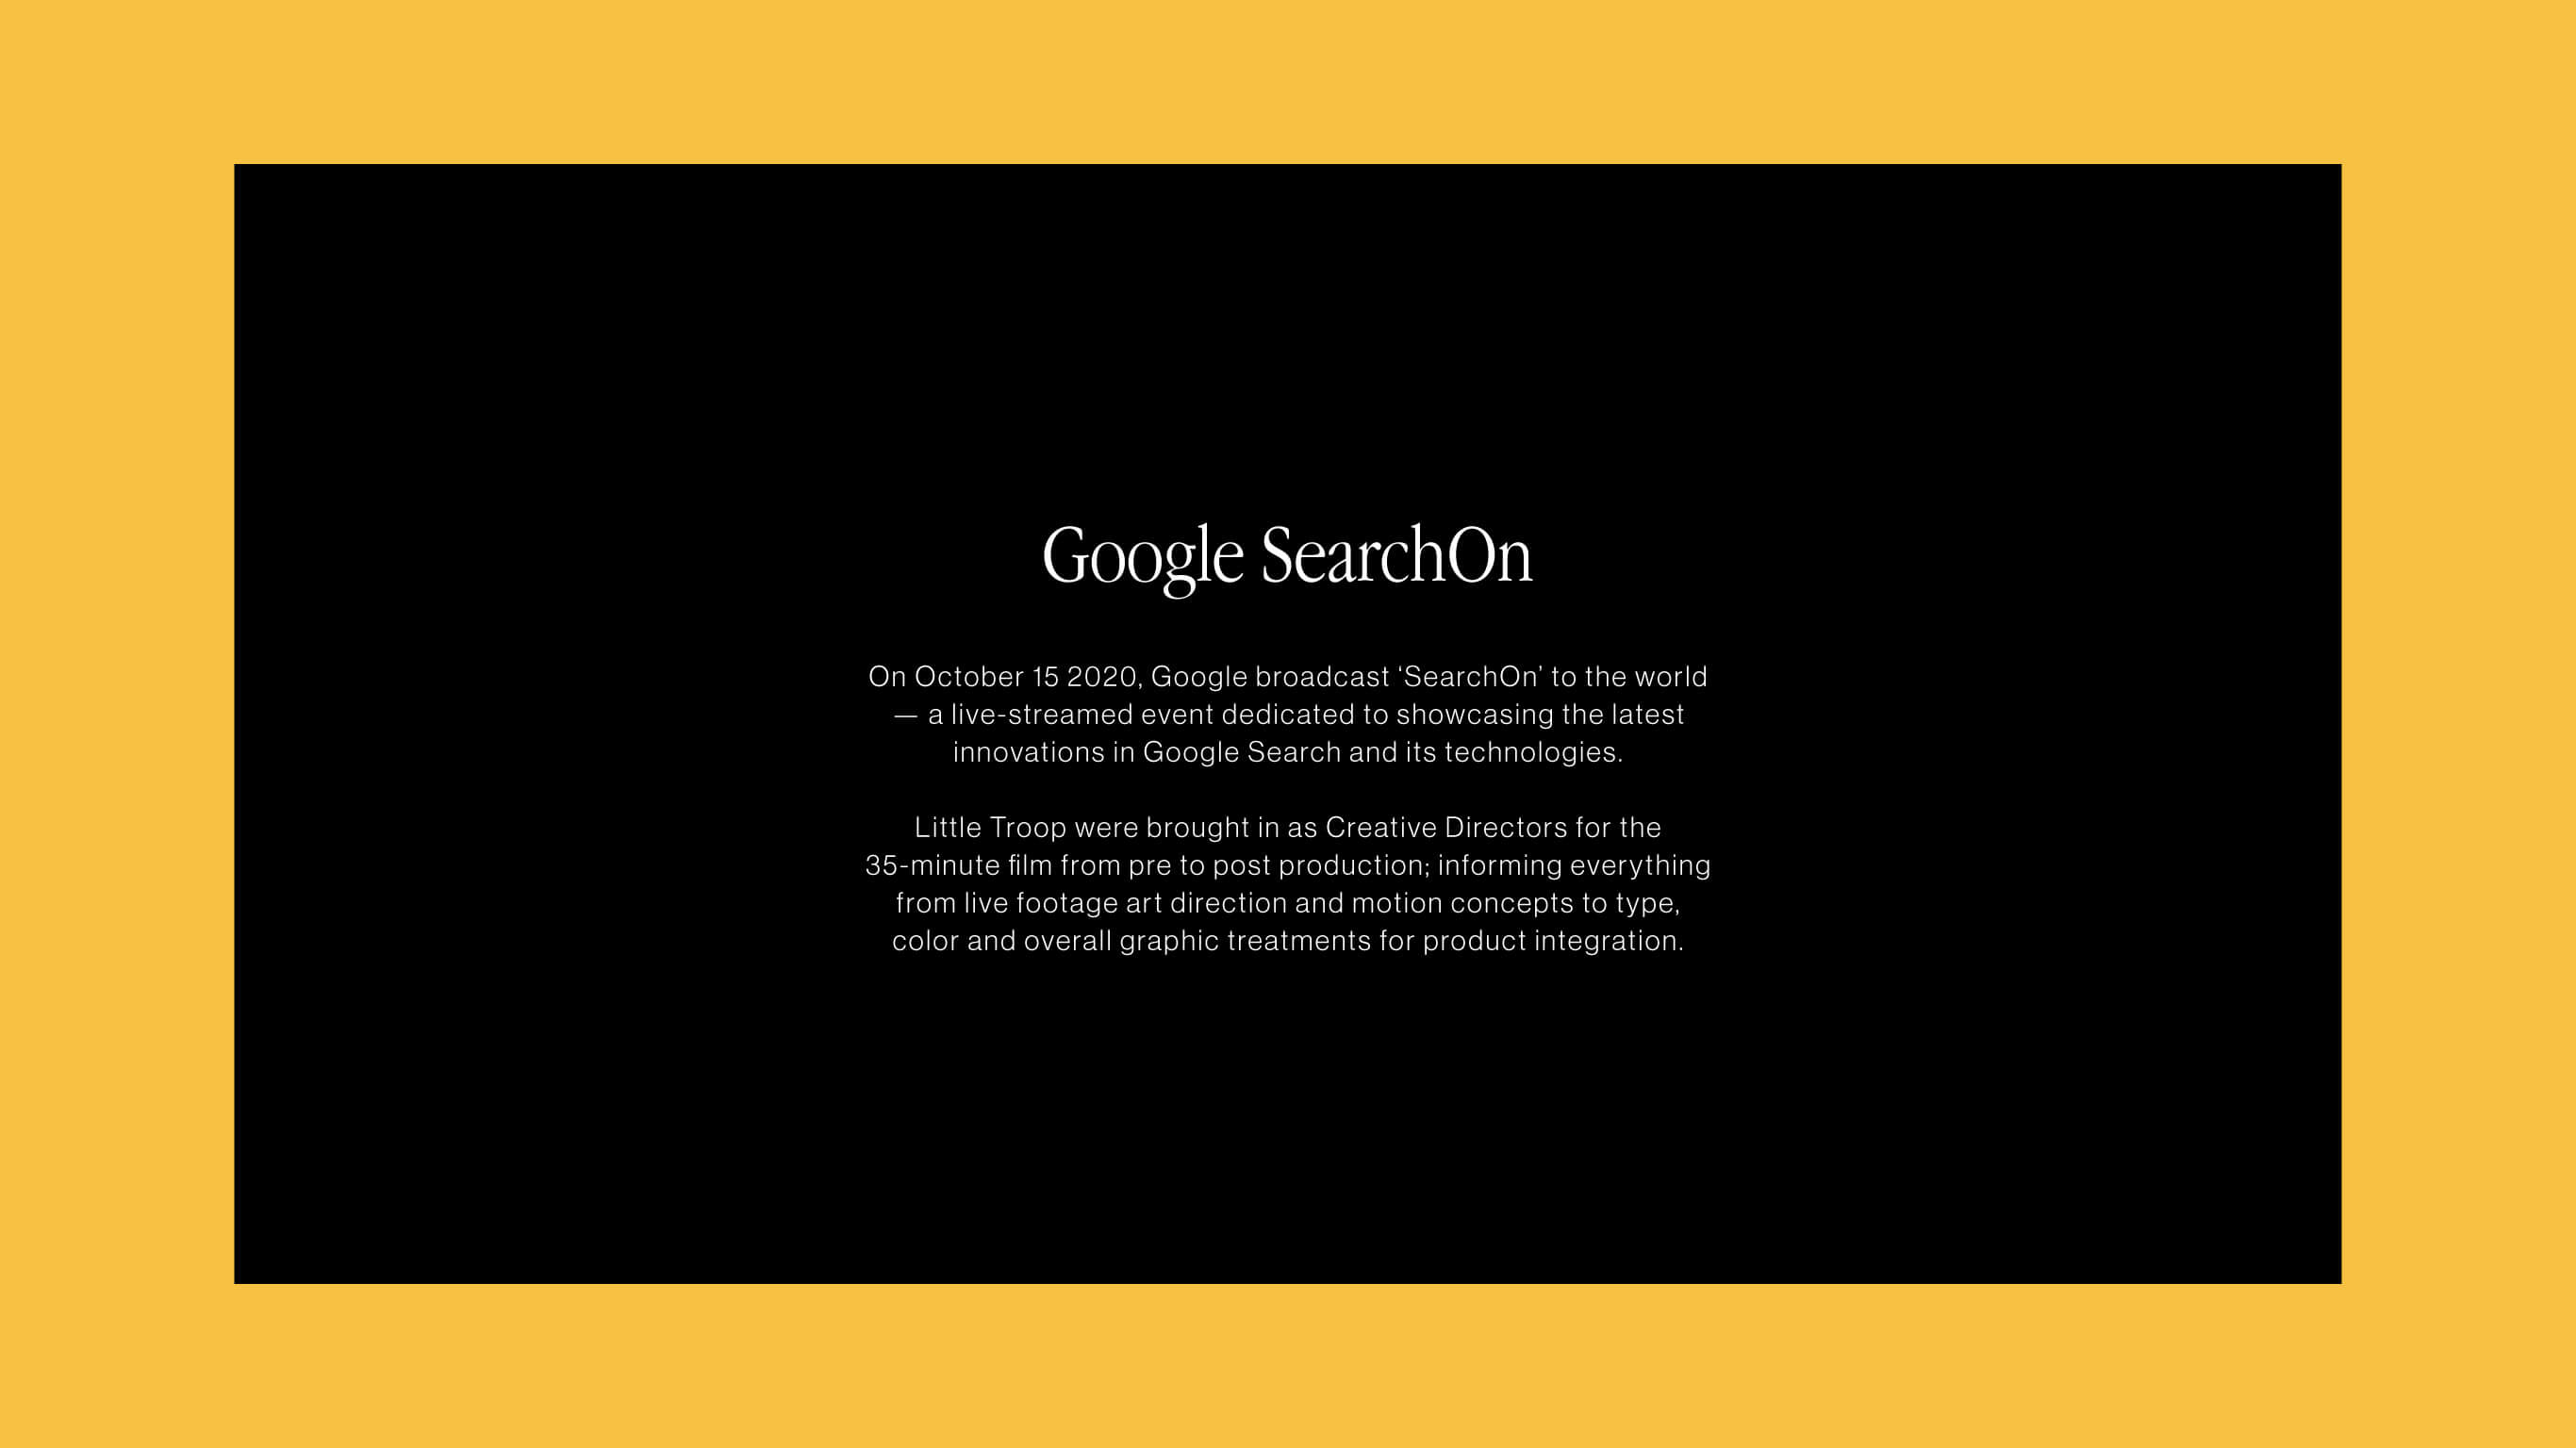 Google SearchOn
On October 15 2020, Google broadcast ‘SearchOn’ to the world
— a live-streamed event dedicated to showcasing the latest
innovations in Google Search and its technologies.
Little Troop were brought in as Creative Directors for the
35-minute film from pre to post production; informing everything
from live footage art direction and motion concepts to type,
color and overall graphic treatments for product integration.